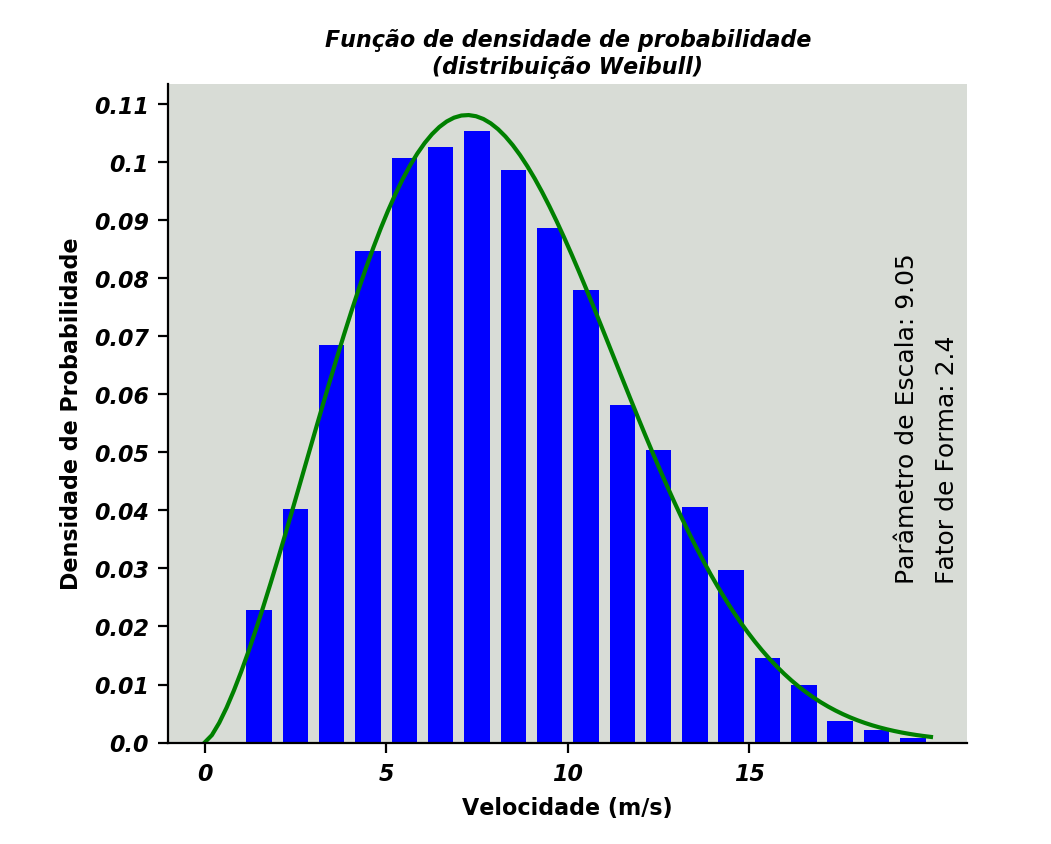 Função de densidade de probabilidade
(distribuição Weibull)
Densidade de Probabilidade
0.11
0.1
0.09
0.08
0.07
0.06
0.05
0.04
0.03
0.02
0.01
0.0
Parâmetro de Escala: 9.05
Fator de Forma: 2.4
0 5 10 15
Velocidade (m/s)